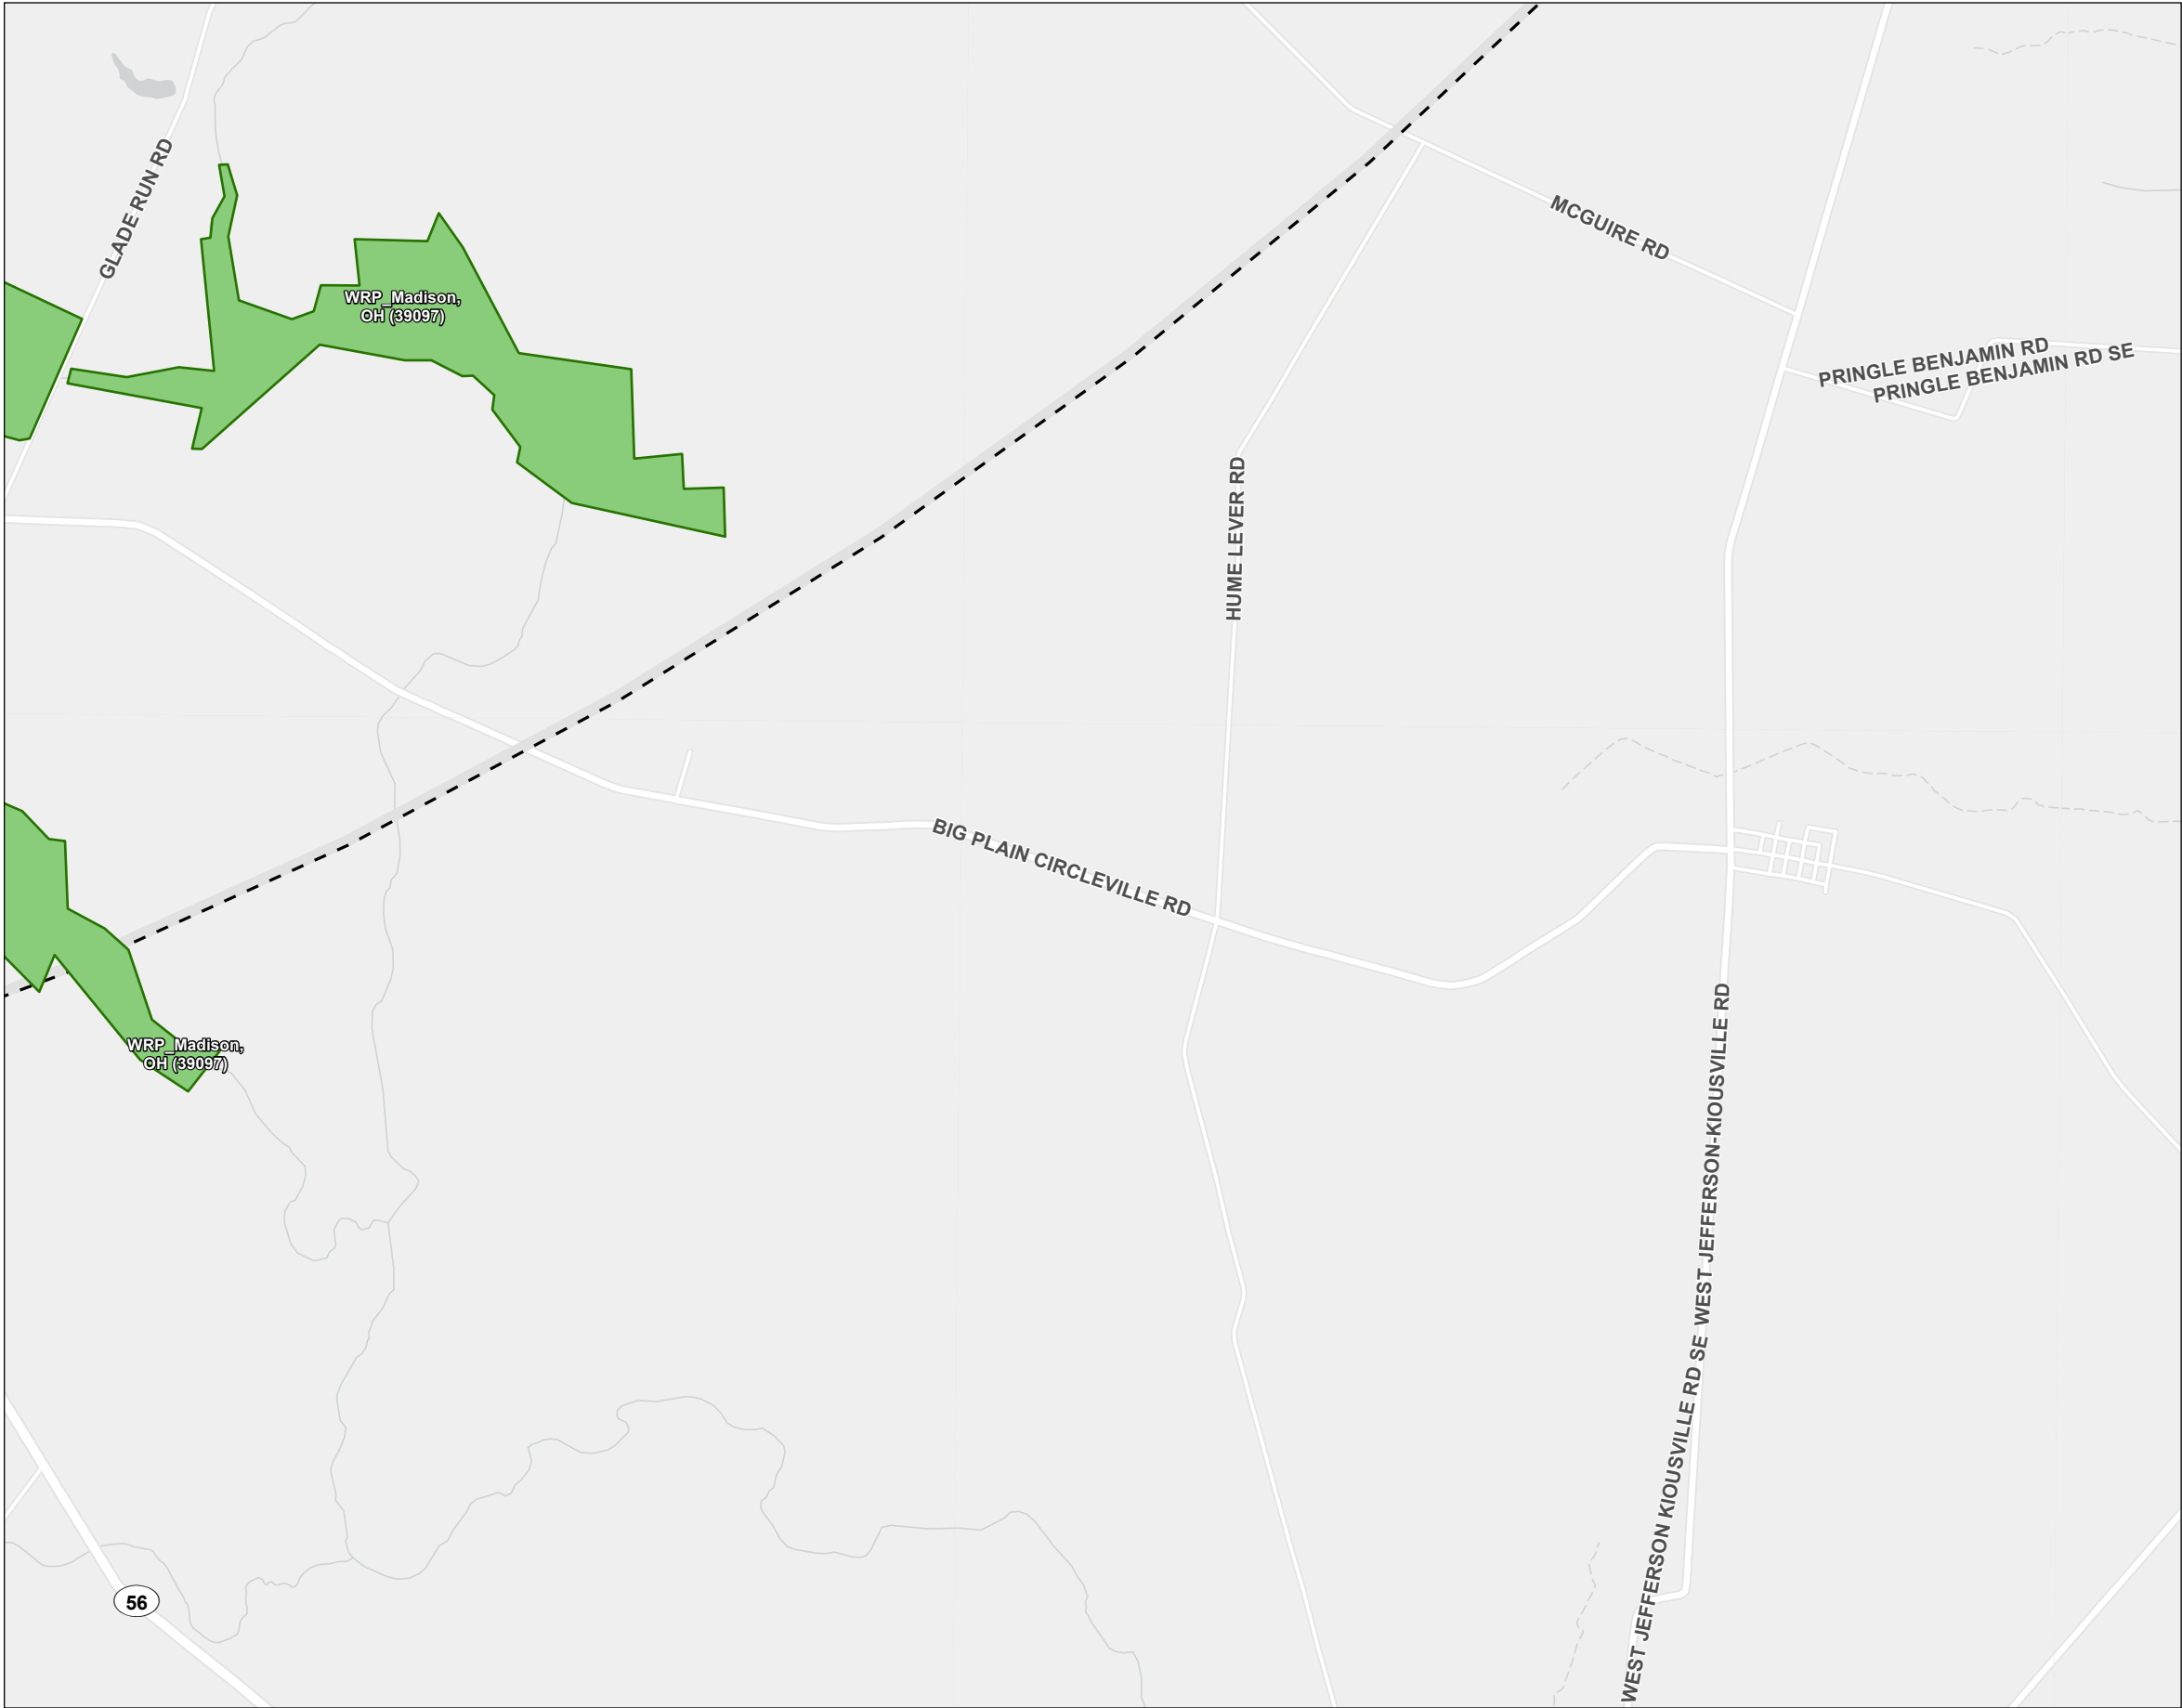 GLADE RUN RD
MCGUIRE RD
WRP_Madison,
OH (39097)
PRINGLE BENJAMIN RD
PRINGLE BENJAMIN RD SE
HUME LEVER RD
BIG PLAIN CIRCLEVILLE RD
WRP_Madison,
OH (39097)
WEST JEFFERSON-KIOUSVILLE RD
WEST JEFFERSON KIOUSVILLE RD SE
56